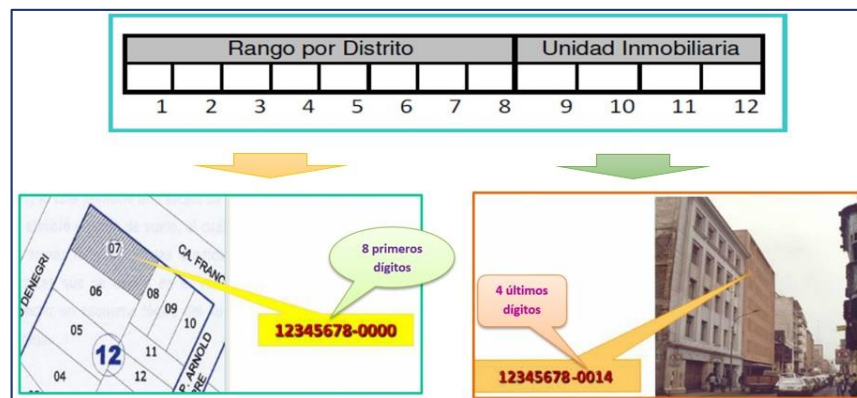 Rango por Distrito
Unidad Inmobiliaria
1 2 3 4 5 6 7 8 9 10 11 12
07
CA. FRANC
DENEGRI
06
08
09
10
05
12
11
12
04
P. ARNOLD
8 primeros
dígitos
12345678-0000
4 últimos
dígitos
12345678-0014